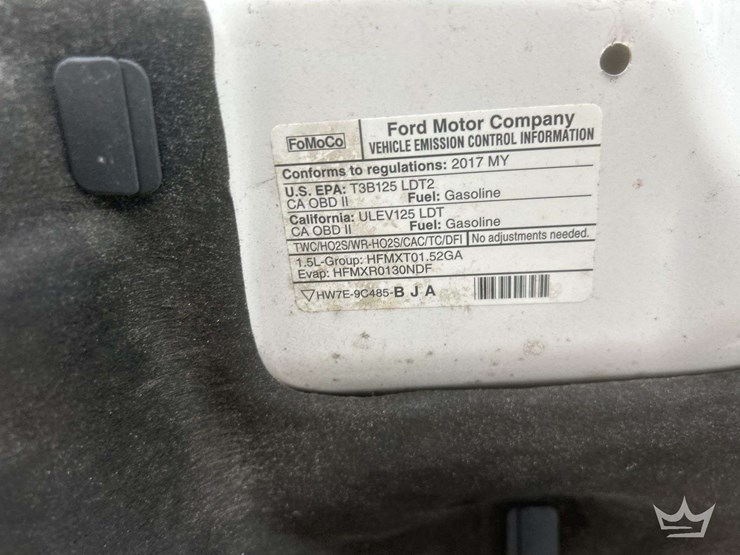 FoMoCo
Ford Motor Company
VEHICLE EMISSION CONTROL INFORMATION
Conforms to regulations: 2017 MY
U.S. EPA: T3B125 LDT2
CA OBD II Fuel: Gasoline
California: ULEV125 LDT
CA OBD II Fuel: Gasoline
TWC/HO2S/WR-HO2S/CAC/TC/DFI No adjustments needed.
1.5L-Group: HFMXT01.52GA
Evap: HFMXR0130NDF
HW7E-9C485-B J A